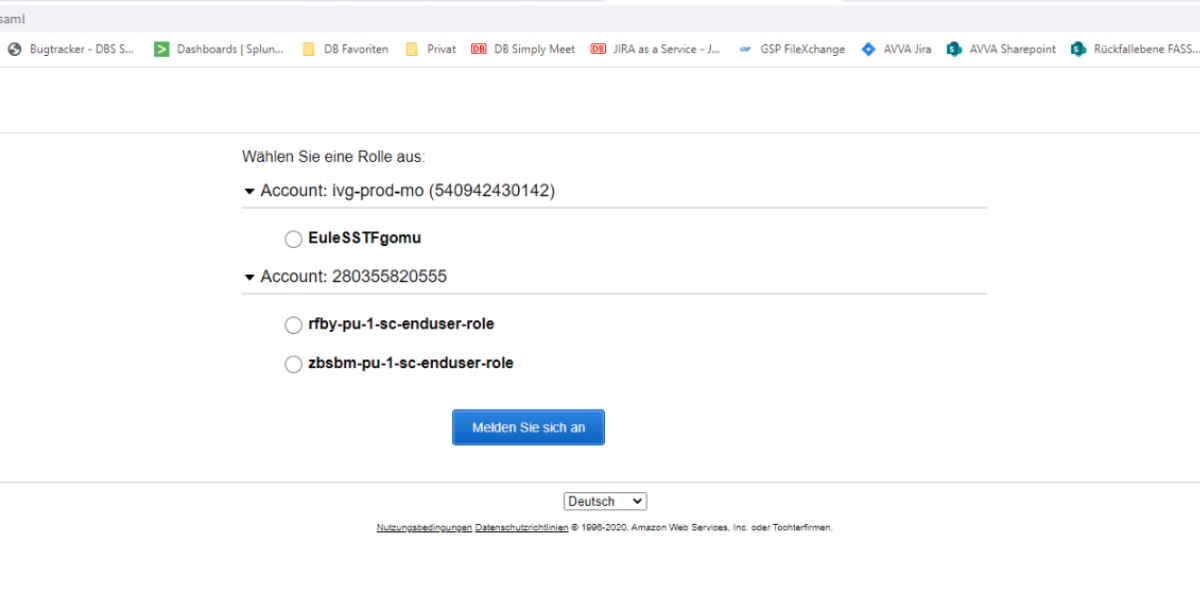 saml
Bugtracker - DBS S... Dashboards | Splun... DB Favoriten Privat DB DB Simply Meet DB JIRA as a Service - J... GSP GSP FileXchange AVVA Jira S AVVA Sharepoint S Rückfallebene FASS...
Wählen Sie eine Rolle aus:
Account: ivg-prod-mo (540942430142)
EuleSSTFgomu
Account: 280355820555
rfby-pu-1-sc-enduser-role
zbsbm-pu-1-sc-enduser-role
Melden Sie sich an
Deutsch
Nutzungsbedingungen Datenschutzrichtlinien © 1996-2020, Amazon Web Services, Inc. oder Tochterfirmen.